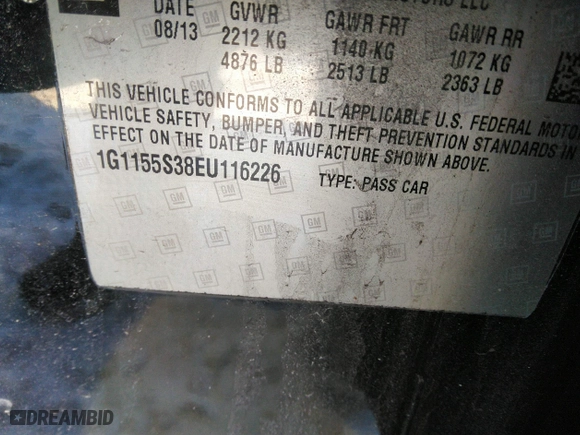 DATE GVWR GAWR FRT GAWR RR
08/13 2212 KG 1140 KG 1072 KG
4876 LB 2513 LB 2363 LB
THIS VEHICLE CONFORMS TO ALL APPLICABLE U.S. FEDERAL MOTO
VEHICLE SAFETY, BUMPER, AND THEFT PREVENTION STANDARDS IN
EFFECT ON THE DATE OF MANUFACTURE SHOWN ABOVE.
1G1155S38EU116226 TYPE: PASS CAR
DREAMBID